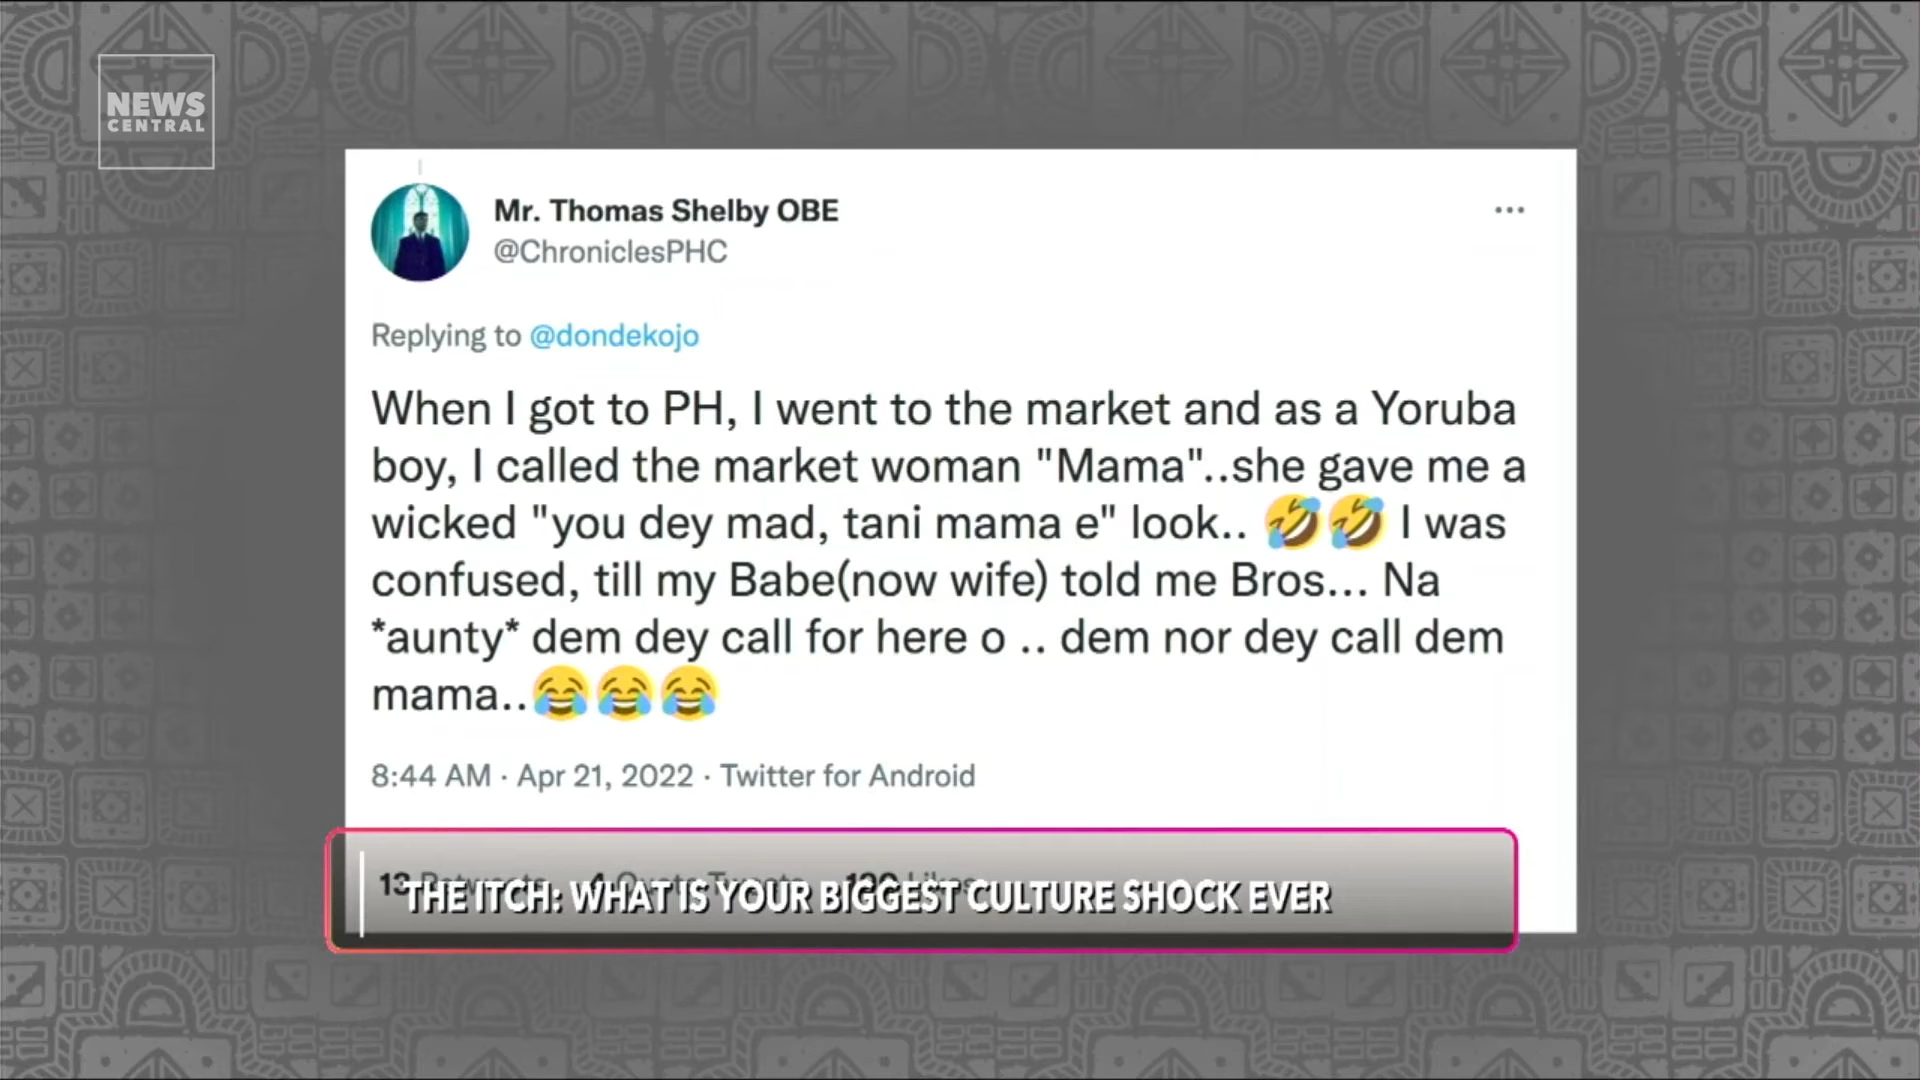 NEWS
CENTRAL
Mr. Thomas Shelby OBE
@ChroniclesPHC
Replying to @dondekojo
When I got to PH, I went to the market and as a Yoruba
boy, I called the market woman "Mama"..she gave me a
wicked "you dey mad, tani mama e" look.. 🤣🤣 I was
confused, till my Babe(now wife) told me Bros... Na
*aunty* dem dey call for here o .. dem nor dey call dem
mama..😂😂😂
8:44 AM · Apr 21, 2022 · Twitter for Android
THE ITCH: WHAT IS YOUR BIGGEST CULTURE SHOCK EVER